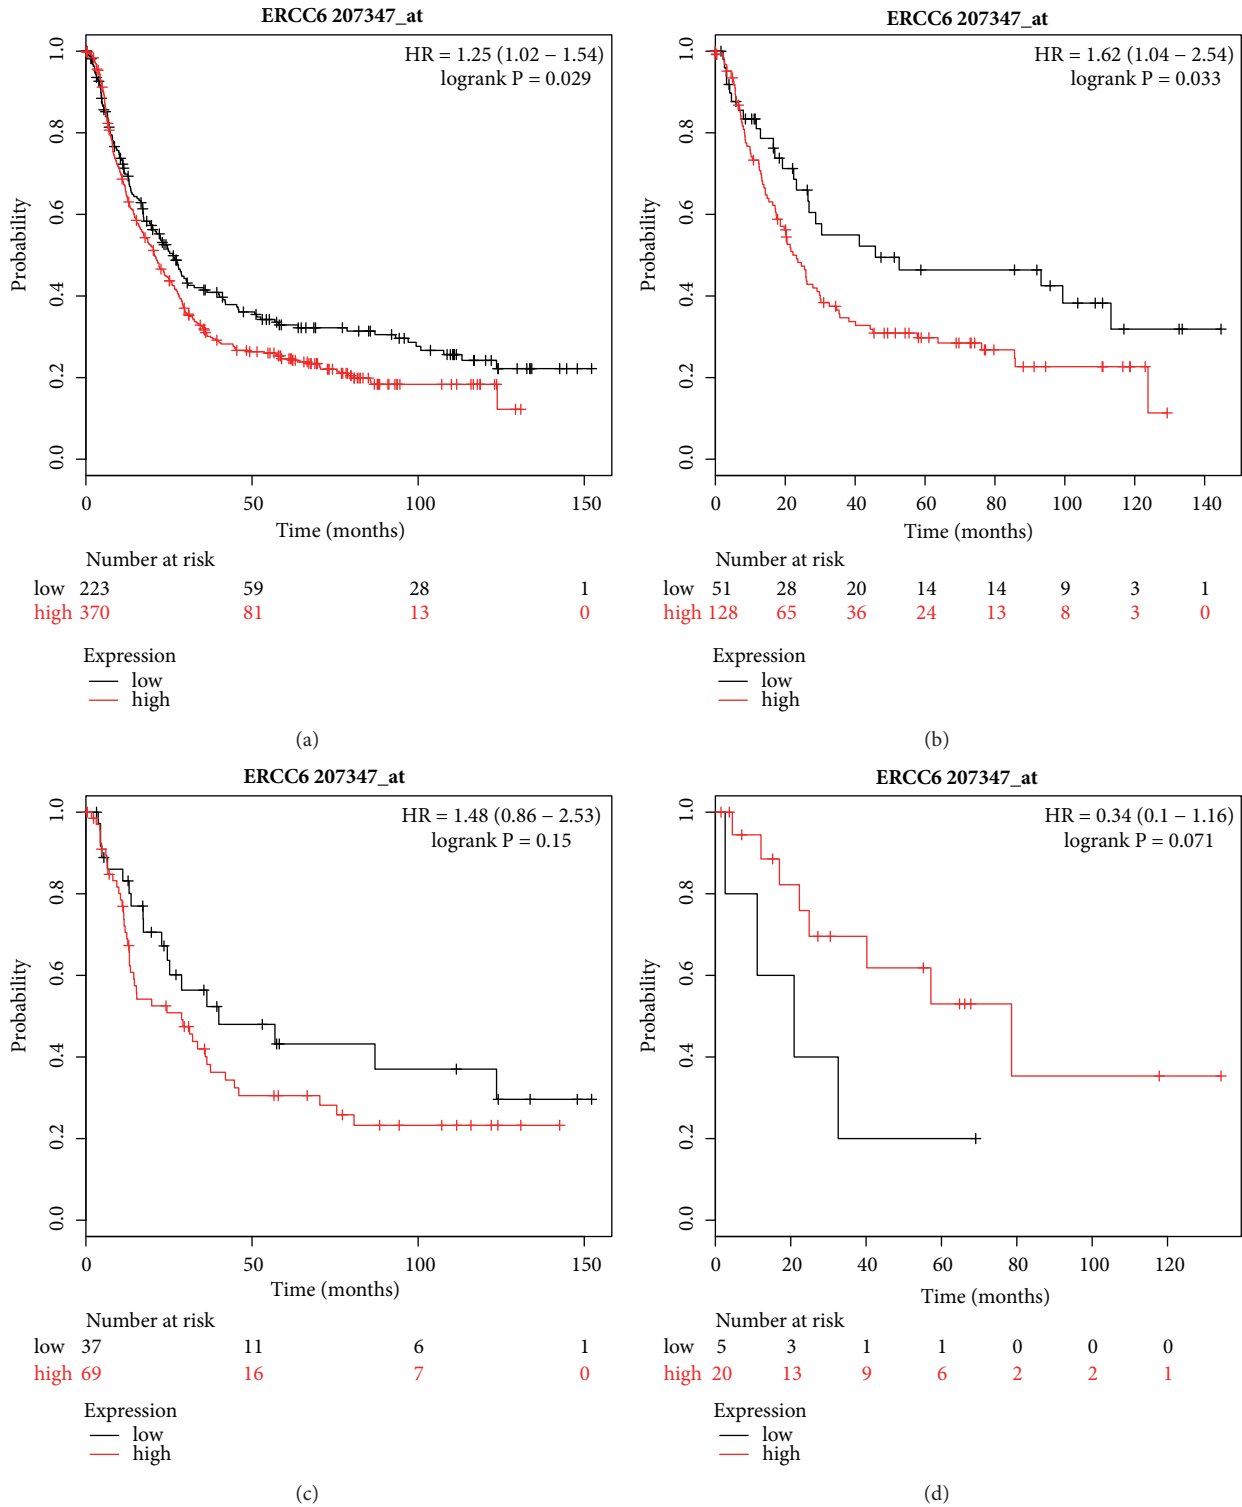 ERCC6 207347_at
HR = 1.25 (1.02 − 1.54)
logrank P = 0.029
Probability
1.0
0.8
0.6
0.4
0.2
0.0
0 50 100 150
Time (months)
Number at risk
low 223 59 28 1
high 370 81 13 0
Expression
low
high
(a)
ERCC6 207347_at
HR = 1.62 (1.04 − 2.54)
logrank P = 0.033
Probability
1.0
0.8
0.6
0.4
0.2
0.0
0 20 40 60 80 100 120 140
Time (months)
Number at risk
low 51 28 20 14 14 9 3 1
high 128 65 36 24 13 8 3 0
Expression
low
high
(b)
ERCC6 207347_at
HR = 1.48 (0.86 − 2.53)
logrank P = 0.15
Probability
1.0
0.8
0.6
0.4
0.2
0.0
0 50 100 150
Time (months)
Number at risk
low 37 11 6 1
high 69 16 7 0
Expression
low
high
(c)
ERCC6 207347_at
HR = 0.34 (0.1 − 1.16)
logrank P = 0.071
Probability
1.0
0.8
0.6
0.4
0.2
0.0
0 20 40 60 80 100 120
Time (months)
Number at risk
low 5 3 1 1 0 0 0
high 20 13 9 6 2 2 1
Expression
low
high
(d)